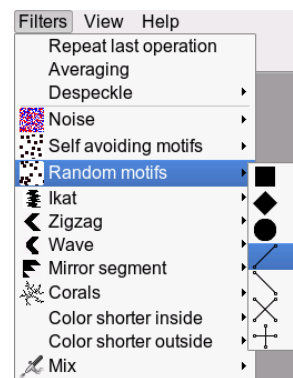 Filters View Help
Repeat last operation
Averaging
Despeckle
Noise
Self avoiding motifs
Random motifs
Ikat
Zigzag
Wave
Mirror segment
Corals
Color shorter inside
Color shorter outside
Mix